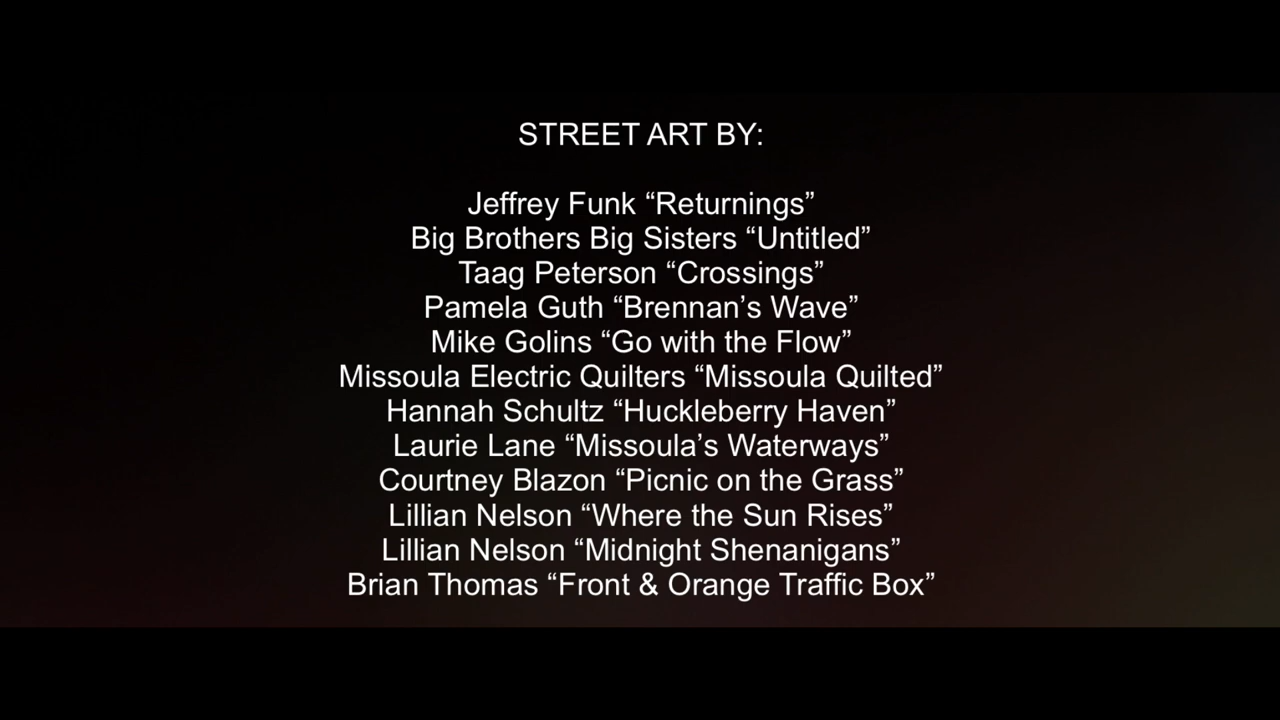 STREET ART BY:
Jeffrey Funk “Returnings”
Big Brothers Big Sisters “Untitled”
Taag Peterson “Crossings”
Pamela Guth “Brennan’s Wave”
Mike Golins “Go with the Flow”
Missoula Electric Quilters “Missoula Quilted”
Hannah Schultz “Huckleberry Haven”
Laurie Lane “Missoula’s Waterways”
Courtney Blazon “Picnic on the Grass”
Lillian Nelson “Where the Sun Rises”
Lillian Nelson “Midnight Shenanigans”
Brian Thomas “Front & Orange Traffic Box”